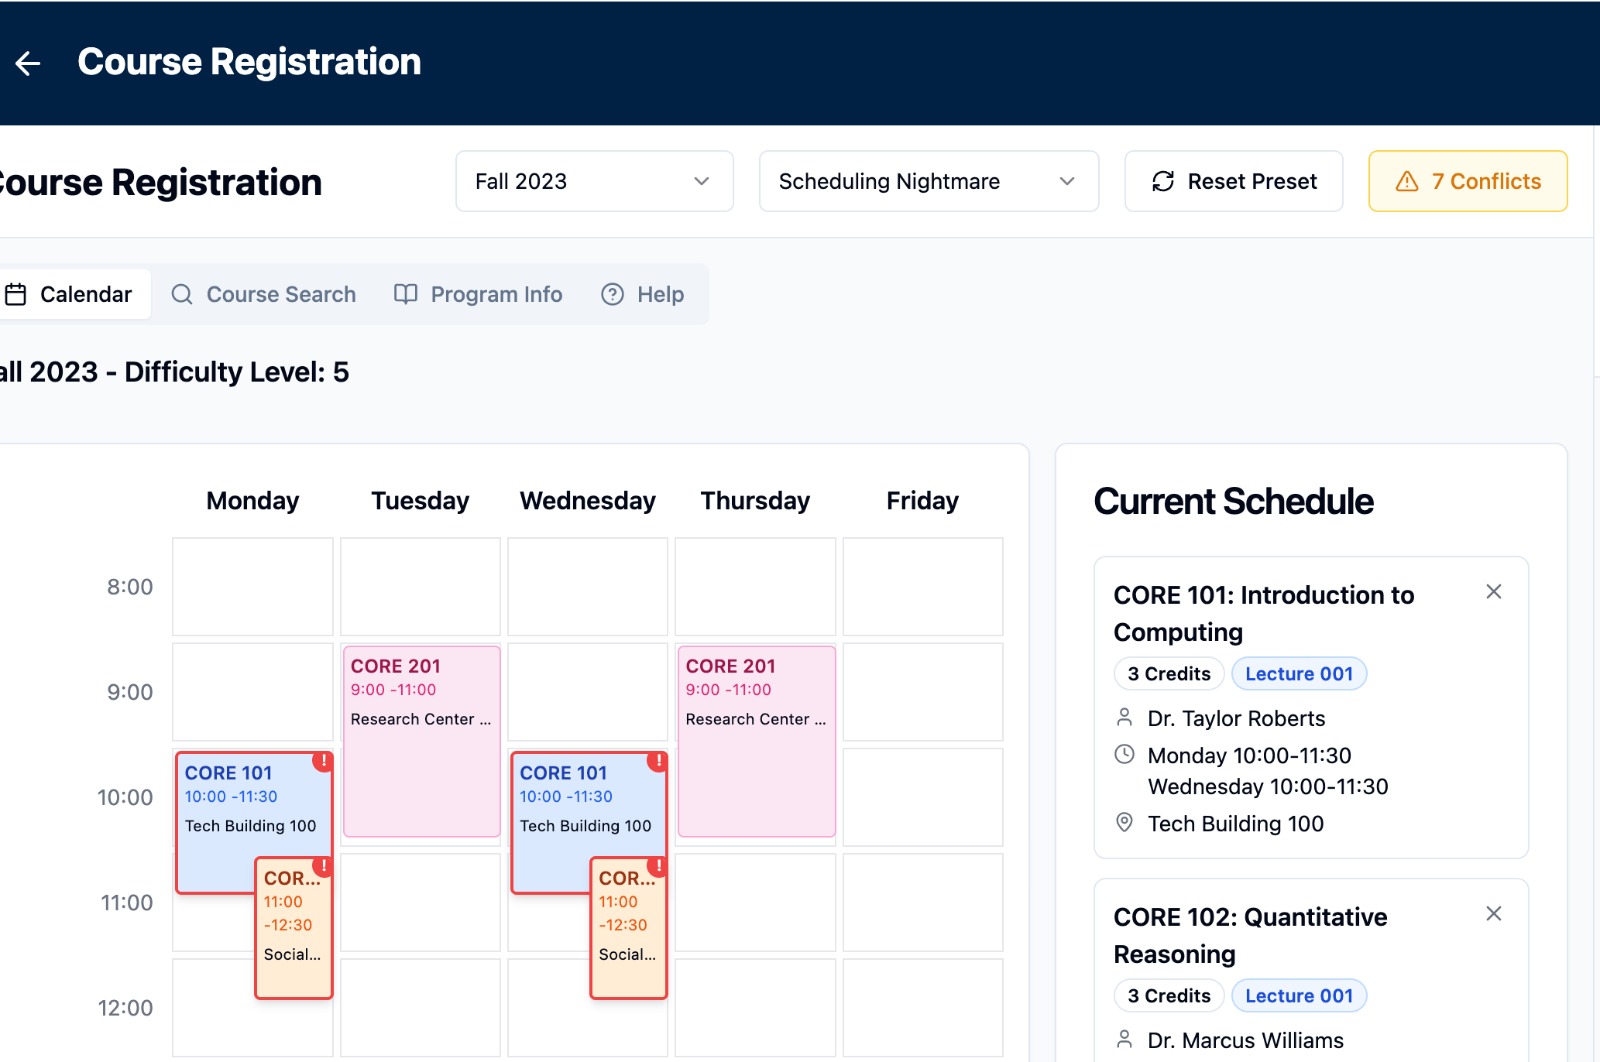 Course Registration
Course Registration
Fall 2023
Scheduling Nightmare
Reset Preset
7 Conflicts
Calendar
Course Search
Program Info
Help
all 2023 - Difficulty Level: 5
Monday
Tuesday
Wednesday
Thursday
Friday
8:00
9:00
10:00
11:00
12:00
CORE 201
9:00 -11:00
Research Center ...
CORE 201
9:00 -11:00
Research Center ...
CORE 101
10:00 -11:30
Tech Building 100
CORE 101
10:00 -11:30
Tech Building 100
COR...
11:00
-12:30
Social...
COR...
11:00
-12:30
Social...
Current Schedule
CORE 101: Introduction to
Computing
3 Credits
Lecture 001
Dr. Taylor Roberts
Monday 10:00-11:30
Wednesday 10:00-11:30
Tech Building 100
CORE 102: Quantitative
Reasoning
3 Credits
Lecture 001
Dr. Marcus Williams